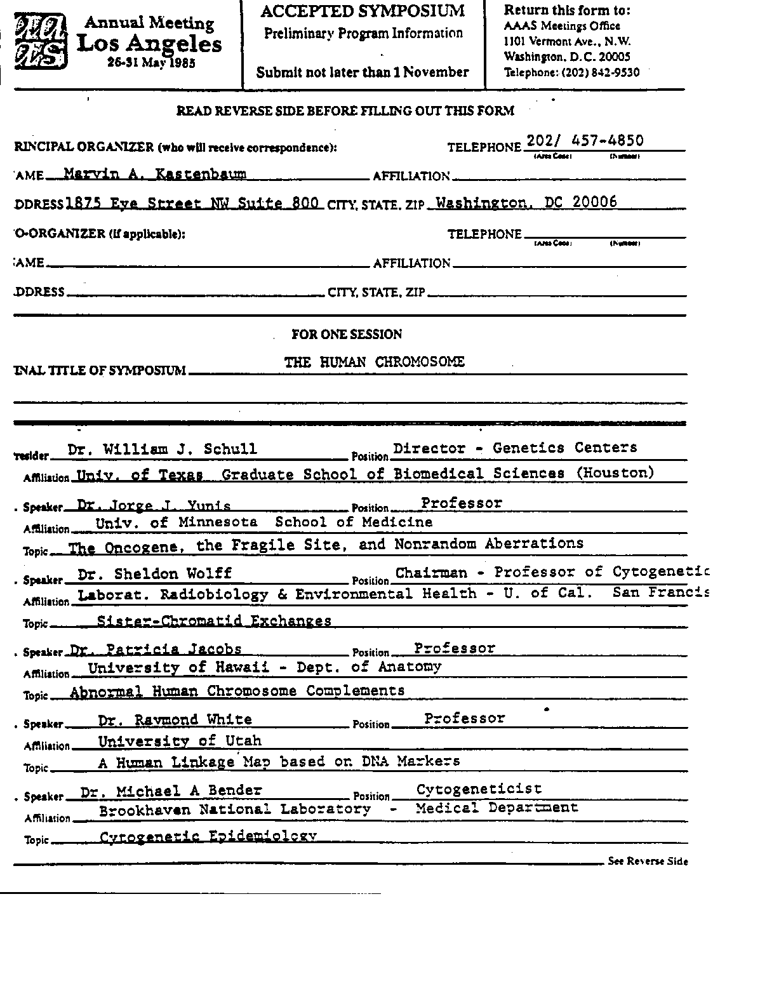 AAAS
Annual Meeting
Los Angeles
26-31 May 1985
ACCEPTED SYMPOSIUM
Preliminary Program Information
Submit not later than 1 November
Return this form to:
AAAS Meetings Office
1101 Vermont Ave., N.W.
Washington, D.C. 20005
Telephone: (202) 842-9530
READ REVERSE SIDE BEFORE FILLING OUT THIS FORM
RINCIPAL ORGANIZER (who will receive correspondence): TELEPHONE 202/ 457-4850
(Area Code) (Number)
AME Marvin A. Kastenbaum AFFILIATION
DDRESS 1875 Eye Street NW Suite 800 CITY, STATE, ZIP Washington, DC 20006
O-ORGANIZER (if applicable): TELEPHONE
(Area Code) (Number)
AME AFFILIATION
DDRESS CITY, STATE, ZIP
FOR ONE SESSION
INAL TITLE OF SYMPOSIUM THE HUMAN CHROMOSOME
resider Dr. William J. Schull Position Director - Genetics Centers
Affiliation Univ. of Texas Graduate School of Biomedical Sciences (Houston)
. Speaker Dr. Jorge J. Yunis Position Professor
Affiliation Univ. of Minnesota School of Medicine
Topic The Oncogene, the Fragile Site, and Nonrandom Aberrations
. Speaker Dr. Sheldon Wolff Position Chairman - Professor of Cytogenetic
Affiliation Laborat. Radiobiology & Environmental Health - U. of Cal. San Francis
Topic Sister-Chromatid Exchanges
. Speaker Dr. Patricia Jacobs Position Professor
Affiliation University of Hawaii - Dept. of Anatomy
Topic Abnormal Human Chromosome Complements
. Speaker Dr. Raymond White Position Professor
Affiliation University of Utah
Topic A Human Linkage Map based on DNA Markers
. Speaker Dr. Michael A Bender Position Cytogeneticist
Affiliation Brookhaven National Laboratory - Medical Department
Topic Cytogenetic Epidemiology
See Reverse Side